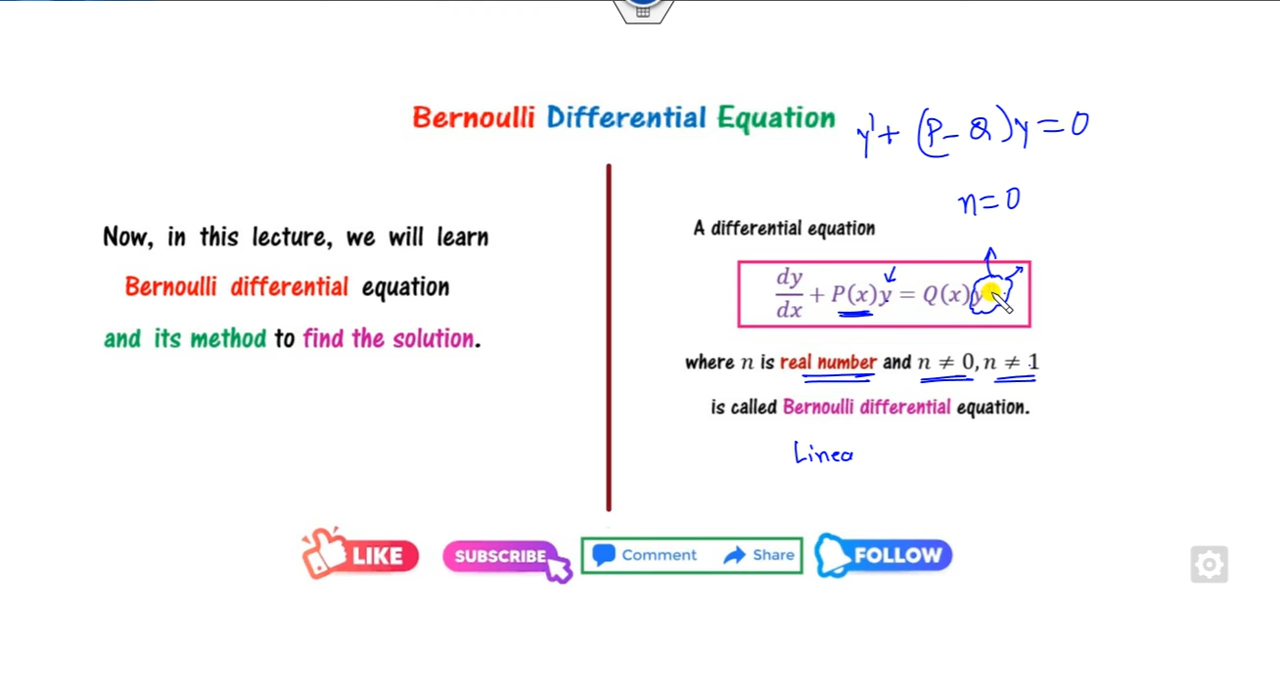 Bernoulli Differential Equation
y' + (P - Q)y = 0
Now, in this lecture, we will learn
Bernoulli differential equation
and its method to find the solution.
n = 0
A differential equation
dy/dx + P(x)y = Q(x)y
where n is real number and n ≠ 0, n ≠ 1
is called Bernoulli differential equation.
Linea
LIKE
SUBSCRIBE
Comment
Share
FOLLOW